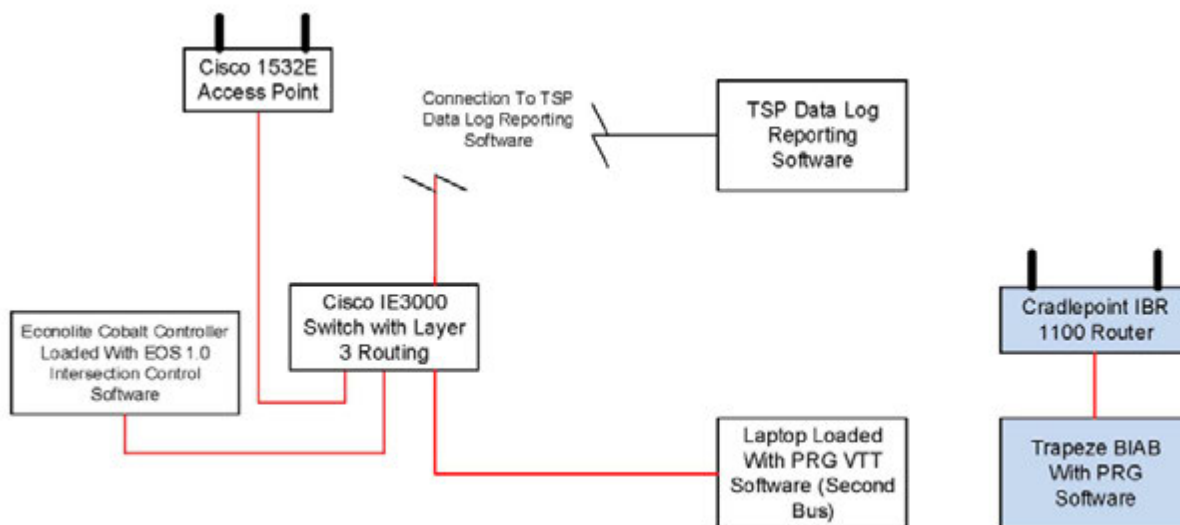 Cisco 1532E
Access Point
Connection To TSP
Data Log Reporting
Software
TSP Data Log
Reporting
Software
Cisco IE3000
Switch with Layer
3 Routing
Econolite Cobalt Controller
Loaded With EOS 1.0
Intersection Control
Software
Cradlepoint IBR
1100 Router
Laptop Loaded
With PRG VTT
Software (Second
Bus)
Trapeze BIAB
With PRG
Software